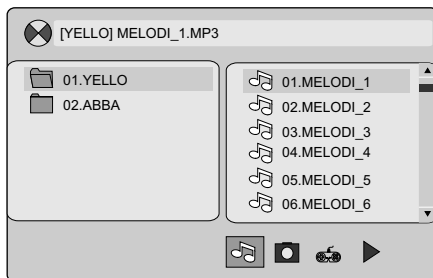 [YELLO] MELODI_1.MP3
01.YELLO
02.ABBA
01.MELODI_1
02.MELODI_2
03.MELODI_3
04.MELODI_4
05.MELODI_5
06.MELODI_6